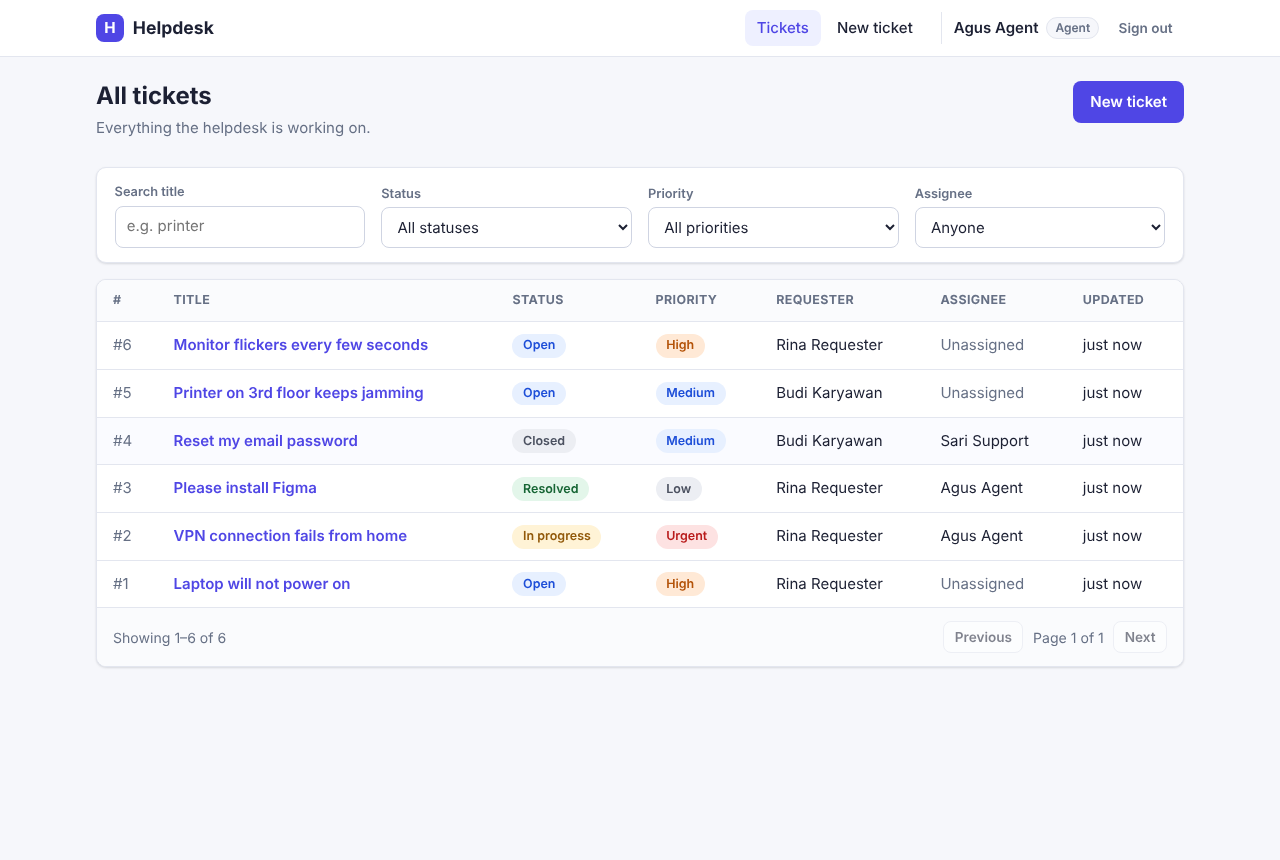 H Helpdesk Tickets New ticket Agus Agent Agent Sign out
All tickets
New ticket
Everything the helpdesk is working on.
Search title Status Priority Assignee
e.g. printer All statuses All priorities Anyone
# TITLE STATUS PRIORITY REQUESTER ASSIGNEE UPDATED
#6 Monitor flickers every few seconds Open High Rina Requester Unassigned just now
#5 Printer on 3rd floor keeps jamming Open Medium Budi Karyawan Unassigned just now
#4 Reset my email password Closed Medium Budi Karyawan Sari Support just now
#3 Please install Figma Resolved Low Rina Requester Agus Agent just now
#2 VPN connection fails from home In progress Urgent Rina Requester Agus Agent just now
#1 Laptop will not power on Open High Rina Requester Unassigned just now
Showing 1–6 of 6 Previous Page 1 of 1 Next